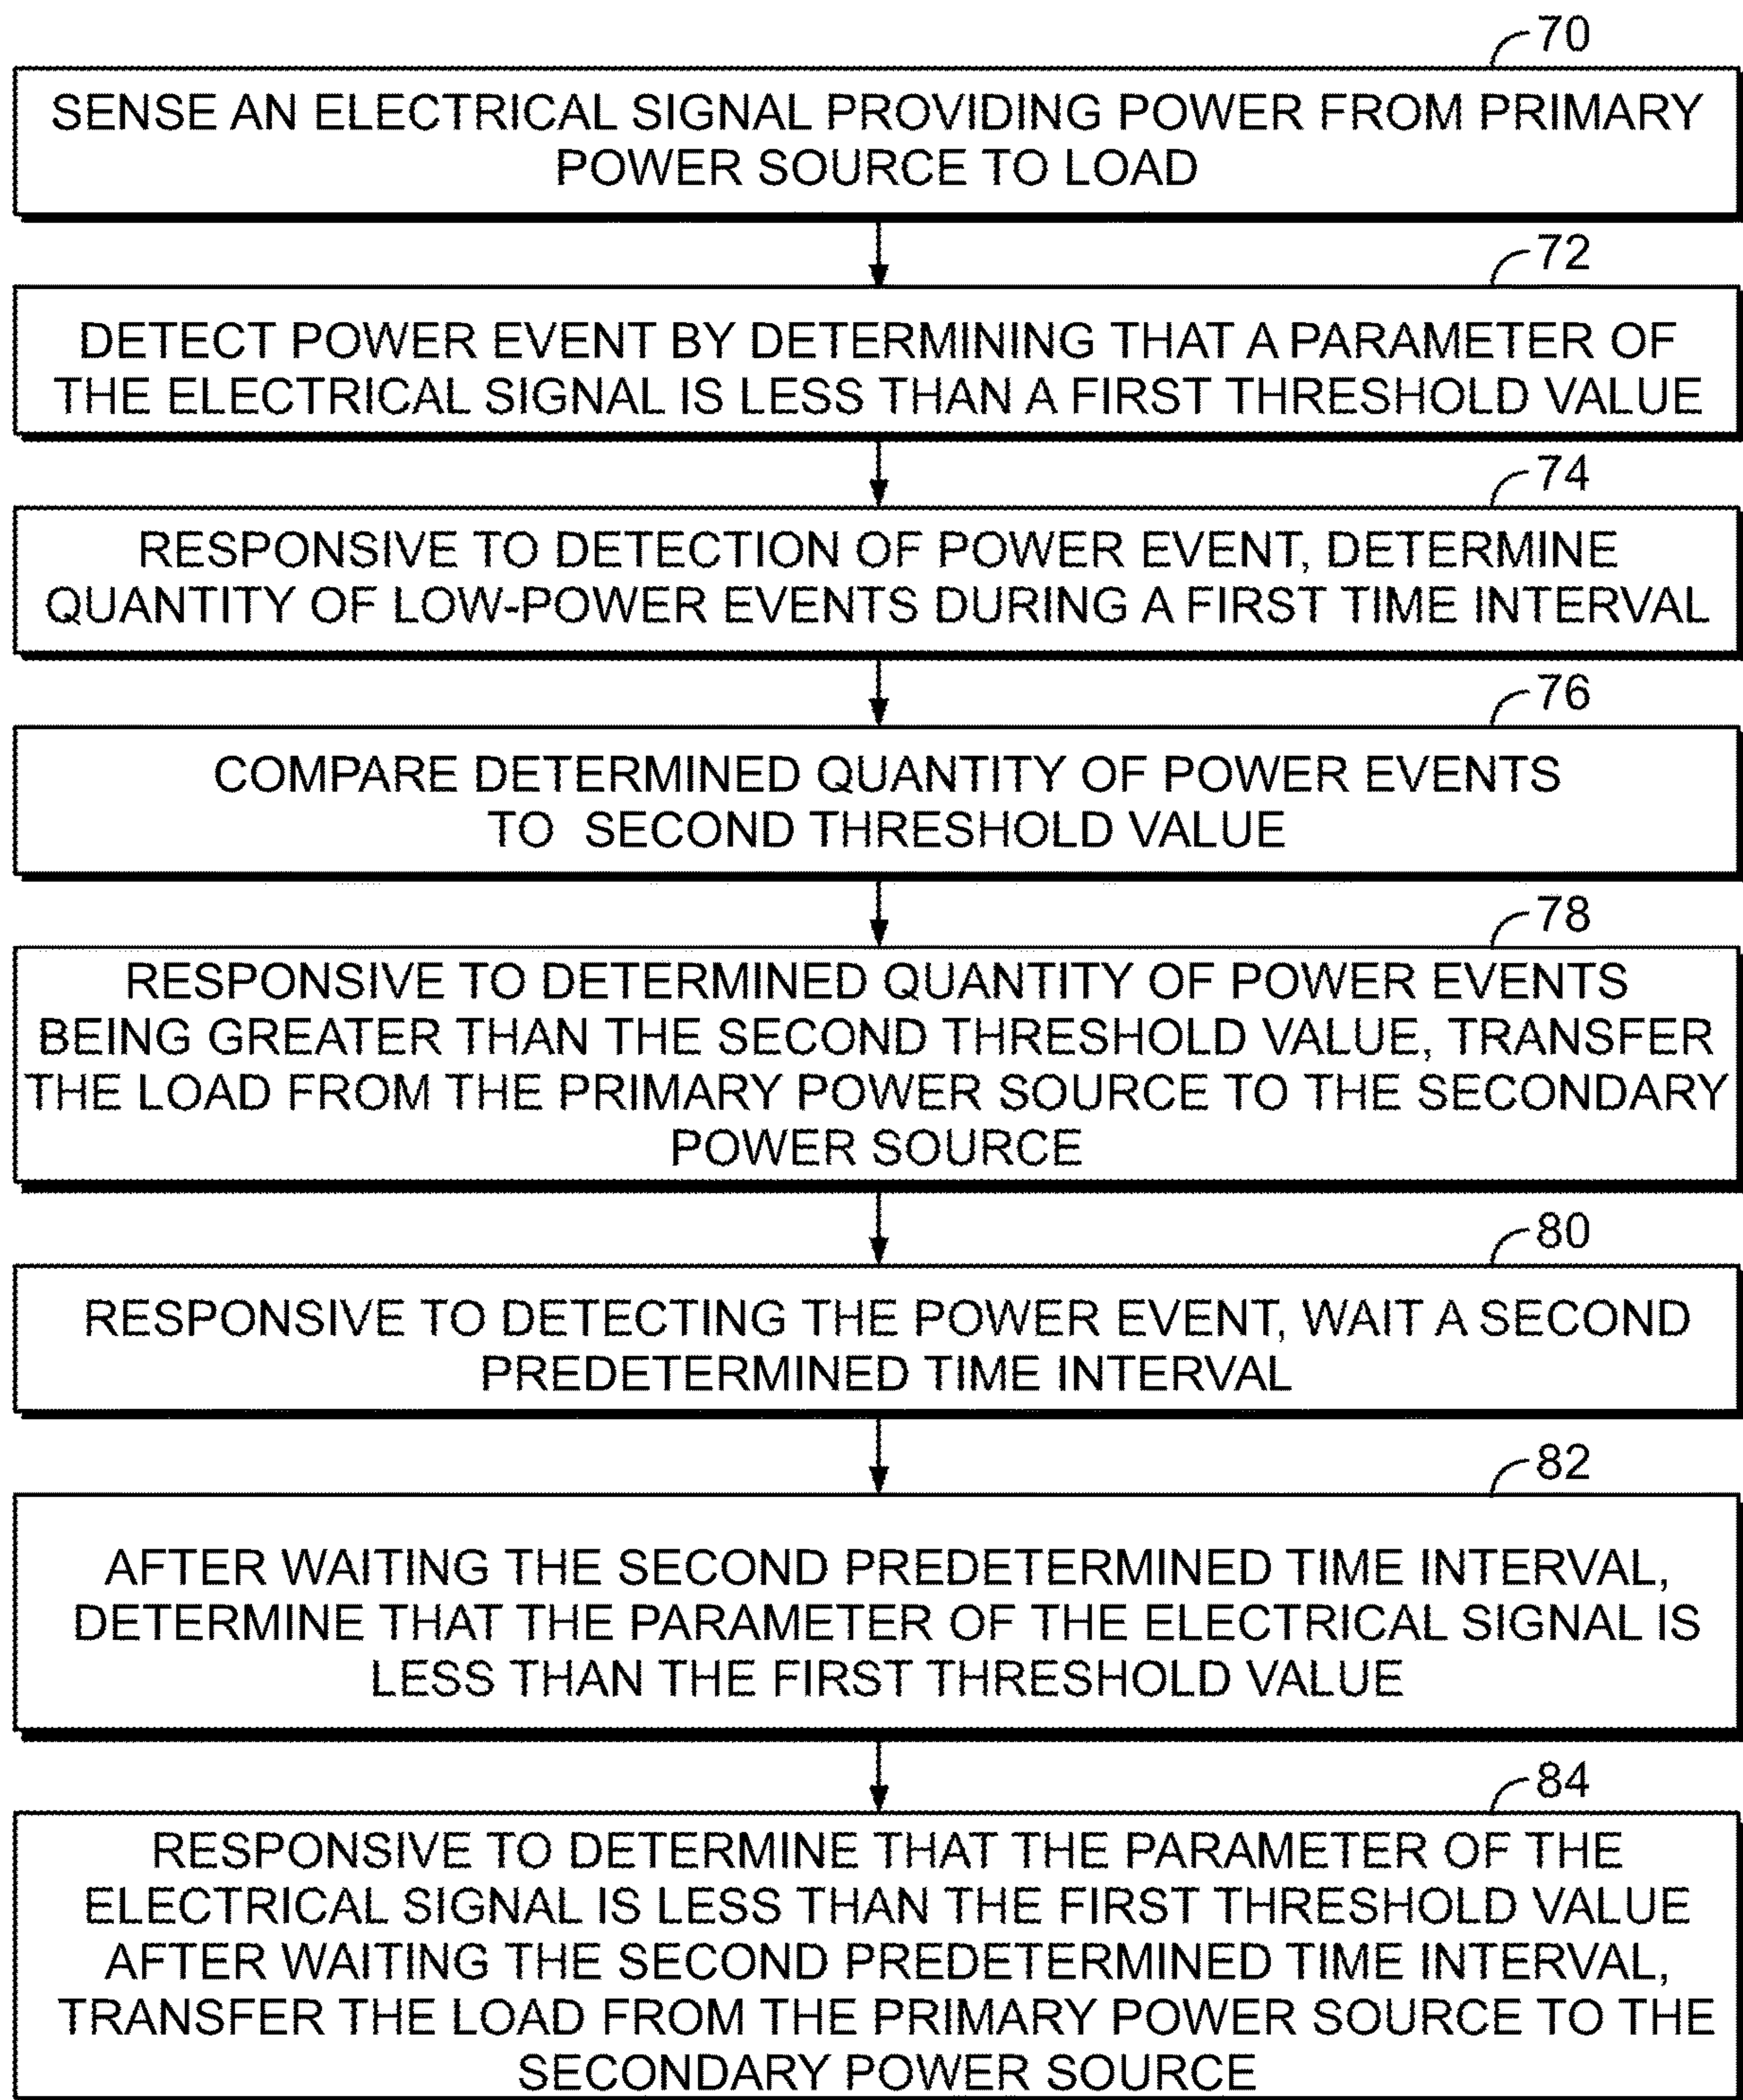 70
SENSE AN ELECTRICAL SIGNAL PROVIDING POWER FROM PRIMARY
POWER SOURCE TO LOAD
72
DETECT POWER EVENT BY DETERMINING THAT A PARAMETER OF
THE ELECTRICAL SIGNAL IS LESS THAN A FIRST THRESHOLD VALUE
74
RESPONSIVE TO DETECTION OF POWER EVENT, DETERMINE
QUANTITY OF LOW-POWER EVENTS DURING A FIRST TIME INTERVAL
76
COMPARE DETERMINED QUANTITY OF POWER EVENTS
TO SECOND THRESHOLD VALUE
78
RESPONSIVE TO DETERMINED QUANTITY OF POWER EVENTS
BEING GREATER THAN THE SECOND THRESHOLD VALUE, TRANSFER
THE LOAD FROM THE PRIMARY POWER SOURCE TO THE SECONDARY
POWER SOURCE
80
RESPONSIVE TO DETECTING THE POWER EVENT, WAIT A SECOND
PREDETERMINED TIME INTERVAL
82
AFTER WAITING THE SECOND PREDETERMINED TIME INTERVAL,
DETERMINE THAT THE PARAMETER OF THE ELECTRICAL SIGNAL IS
LESS THAN THE FIRST THRESHOLD VALUE
84
RESPONSIVE TO DETERMINE THAT THE PARAMETER OF THE
ELECTRICAL SIGNAL IS LESS THAN THE FIRST THRESHOLD VALUE
AFTER WAITING THE SECOND PREDETERMINED TIME INTERVAL,
TRANSFER THE LOAD FROM THE PRIMARY POWER SOURCE TO THE
SECONDARY POWER SOURCE